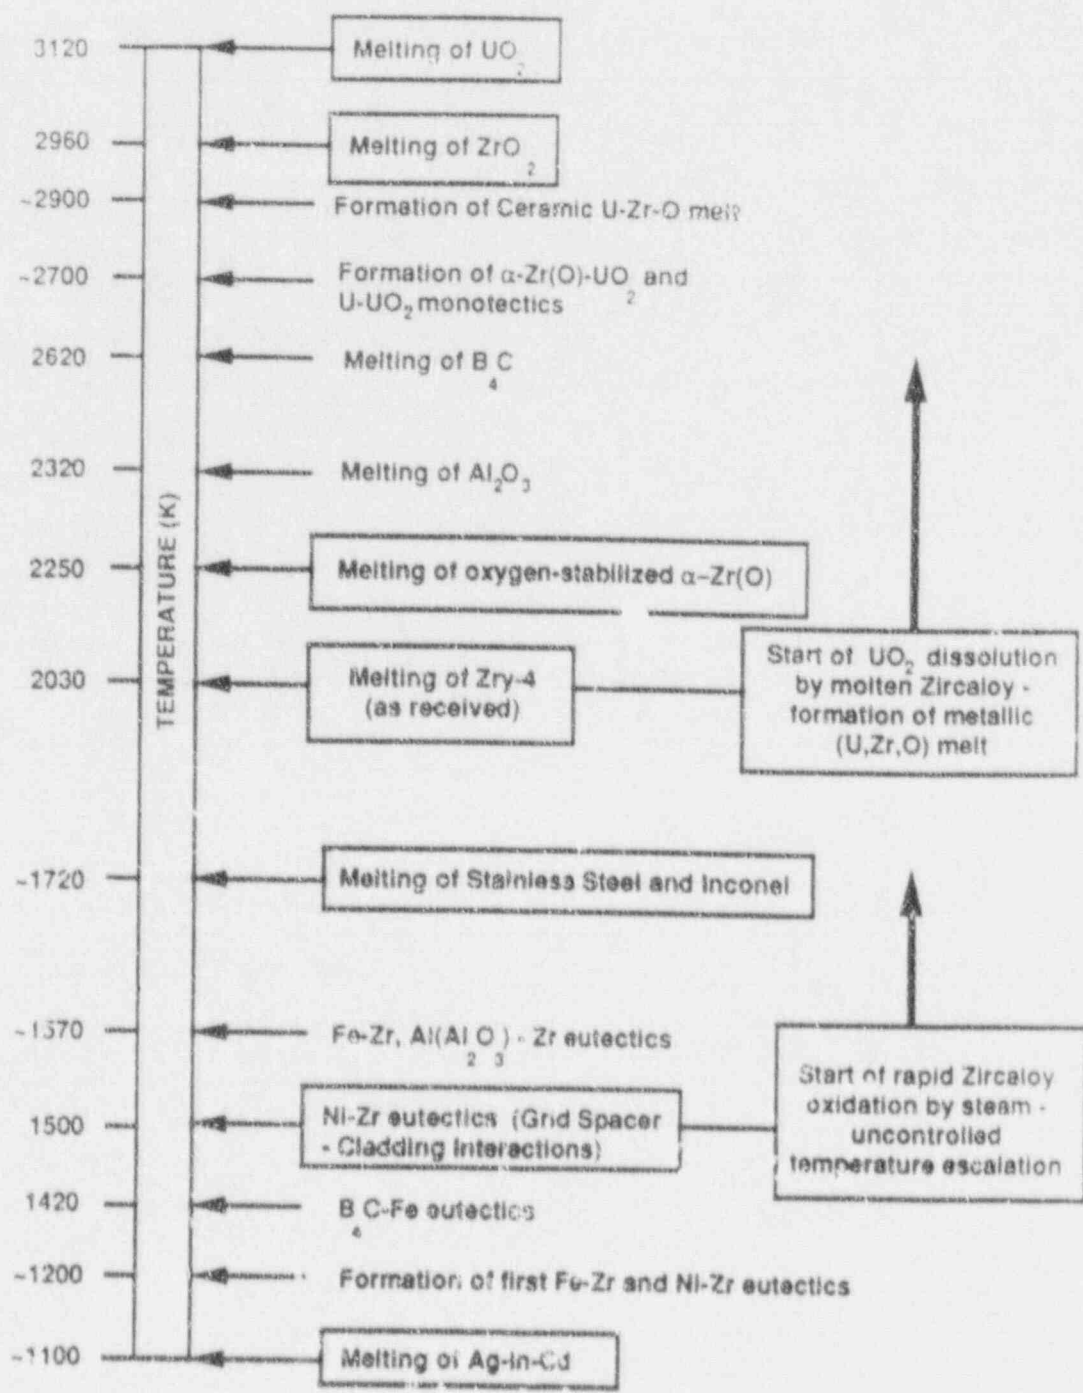 3120
Melting of UO2
2960
Melting of ZrO2
~2900
Formation of Ceramic U-Zr-O melt
~2700
Formation of α-Zr(O)-UO2 and
U-UO2 monotectics
2620
Melting of B4C
2320
Melting of Al2O3
TEMPERATURE (K)
2250
Melting of oxygen-stabilized α-Zr(O)
2030
Melting of Zry-4
(as received)
Start of UO2 dissolution
by molten Zircaloy -
formation of metallic
(U,Zr,O) melt
~1720
Melting of Stainless Steel and Inconel
~1570
Fe-Zr, Al(Al2O3) - Zr eutectics
1500
Ni-Zr eutectics (Grid Spacer
- Cladding Interactions)
Start of rapid Zircaloy
oxidation by steam -
uncontrolled
temperature escalation
1420
B4C-Fe eutectics
~1200
Formation of first Fe-Zr and Ni-Zr eutectics
~1100
Melting of Ag-In-Cd